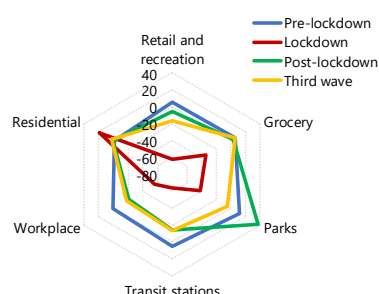 Pre-lockdown
Lockdown
Post-lockdown
Third wave
Retail and
recreation
40
20
0
-20
-40
-60
-80
Residential
Grocery
Workplace
Parks
Transit stations